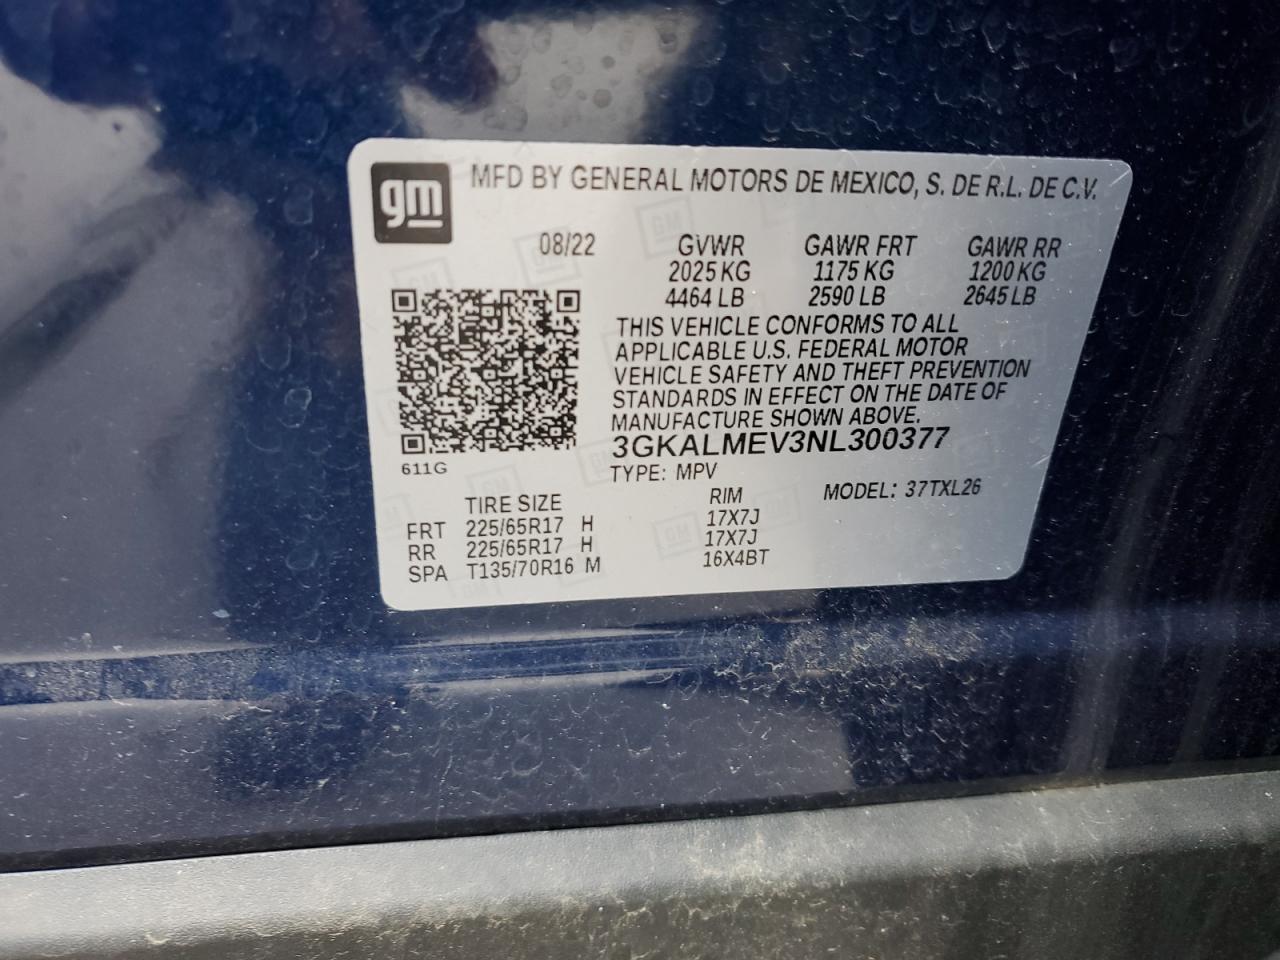 gm MFD BY GENERAL MOTORS DE MEXICO, S. DE R.L. DE C.V.
08/22 GVWR GAWR FRT GAWR RR
2025 KG 1175 KG 1200 KG
4464 LB 2590 LB 2645 LB
THIS VEHICLE CONFORMS TO ALL
APPLICABLE U.S. FEDERAL MOTOR
VEHICLE SAFETY AND THEFT PREVENTION
STANDARDS IN EFFECT ON THE DATE OF
MANUFACTURE SHOWN ABOVE.
3GKALMEV3NL300377
611G TYPE: MPV
TIRE SIZE RIM MODEL: 37TXL26
FRT 225/65R17 H 17X7J
RR 225/65R17 H 17X7J
SPA T135/70R16 M 16X4BT